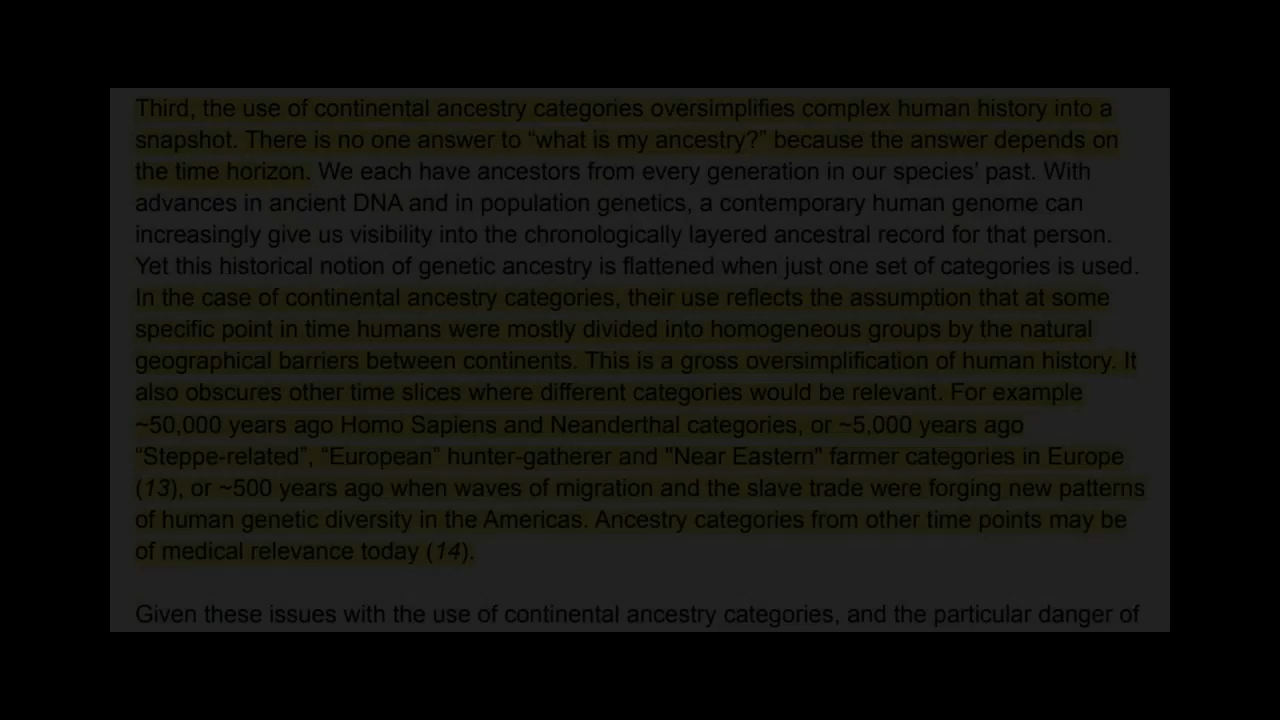 Third, the use of continental ancestry categories oversimplifies complex human history into a
snapshot. There is no one answer to “what is my ancestry?” because the answer depends on
the time horizon. We each have ancestors from every generation in our species’ past. With
advances in ancient DNA and in population genetics, a contemporary human genome can
increasingly give us visibility into the chronologically layered ancestral record for that person.
Yet this historical notion of genetic ancestry is flattened when just one set of categories is used.
In the case of continental ancestry categories, their use reflects the assumption that at some
specific point in time humans were mostly divided into homogeneous groups by the natural
geographical barriers between continents. This is a gross oversimplification of human history. It
also obscures other time slices where different categories would be relevant. For example
~50,000 years ago Homo Sapiens and Neanderthal categories, or ~5,000 years ago
“Steppe-related”, “European” hunter-gatherer and "Near Eastern" farmer categories in Europe
(13), or ~500 years ago when waves of migration and the slave trade were forging new patterns
of human genetic diversity in the Americas. Ancestry categories from other time points may be
of medical relevance today (14).
Given these issues with the use of continental ancestry categories, and the particular danger of